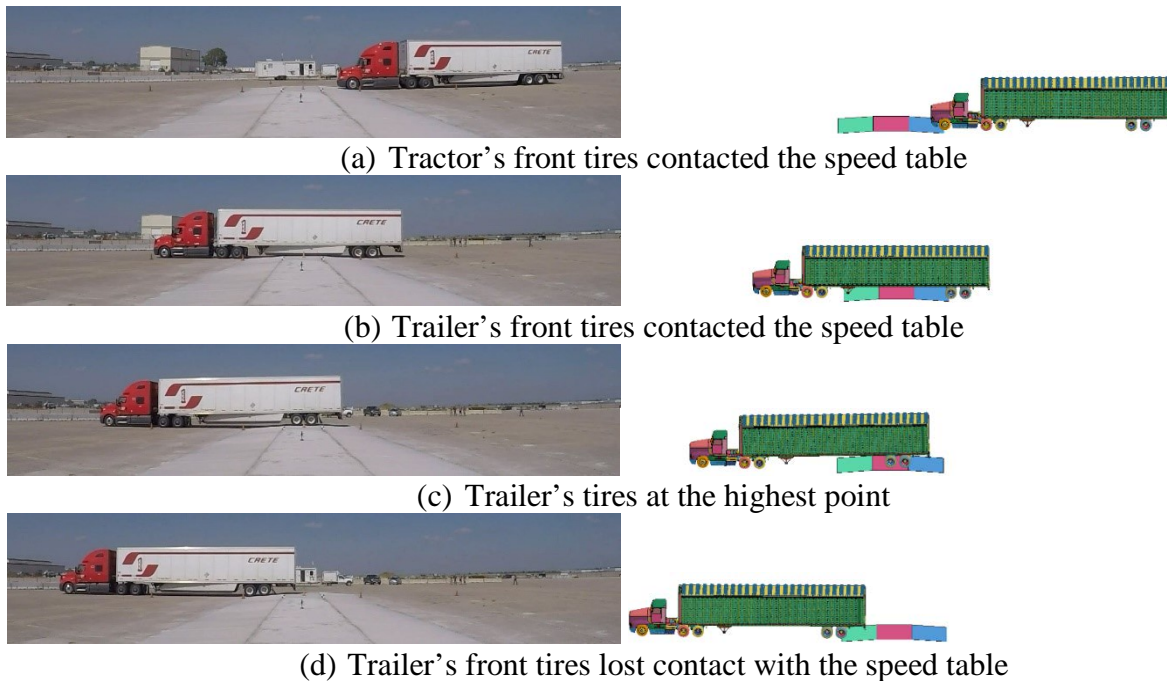 CRETE
(a) Tractor's front tires contacted the speed table
CRETE
(b) Trailer's front tires contacted the speed table
CRETE
(c) Trailer's tires at the highest point
CRETE
(d) Trailer's front tires lost contact with the speed table